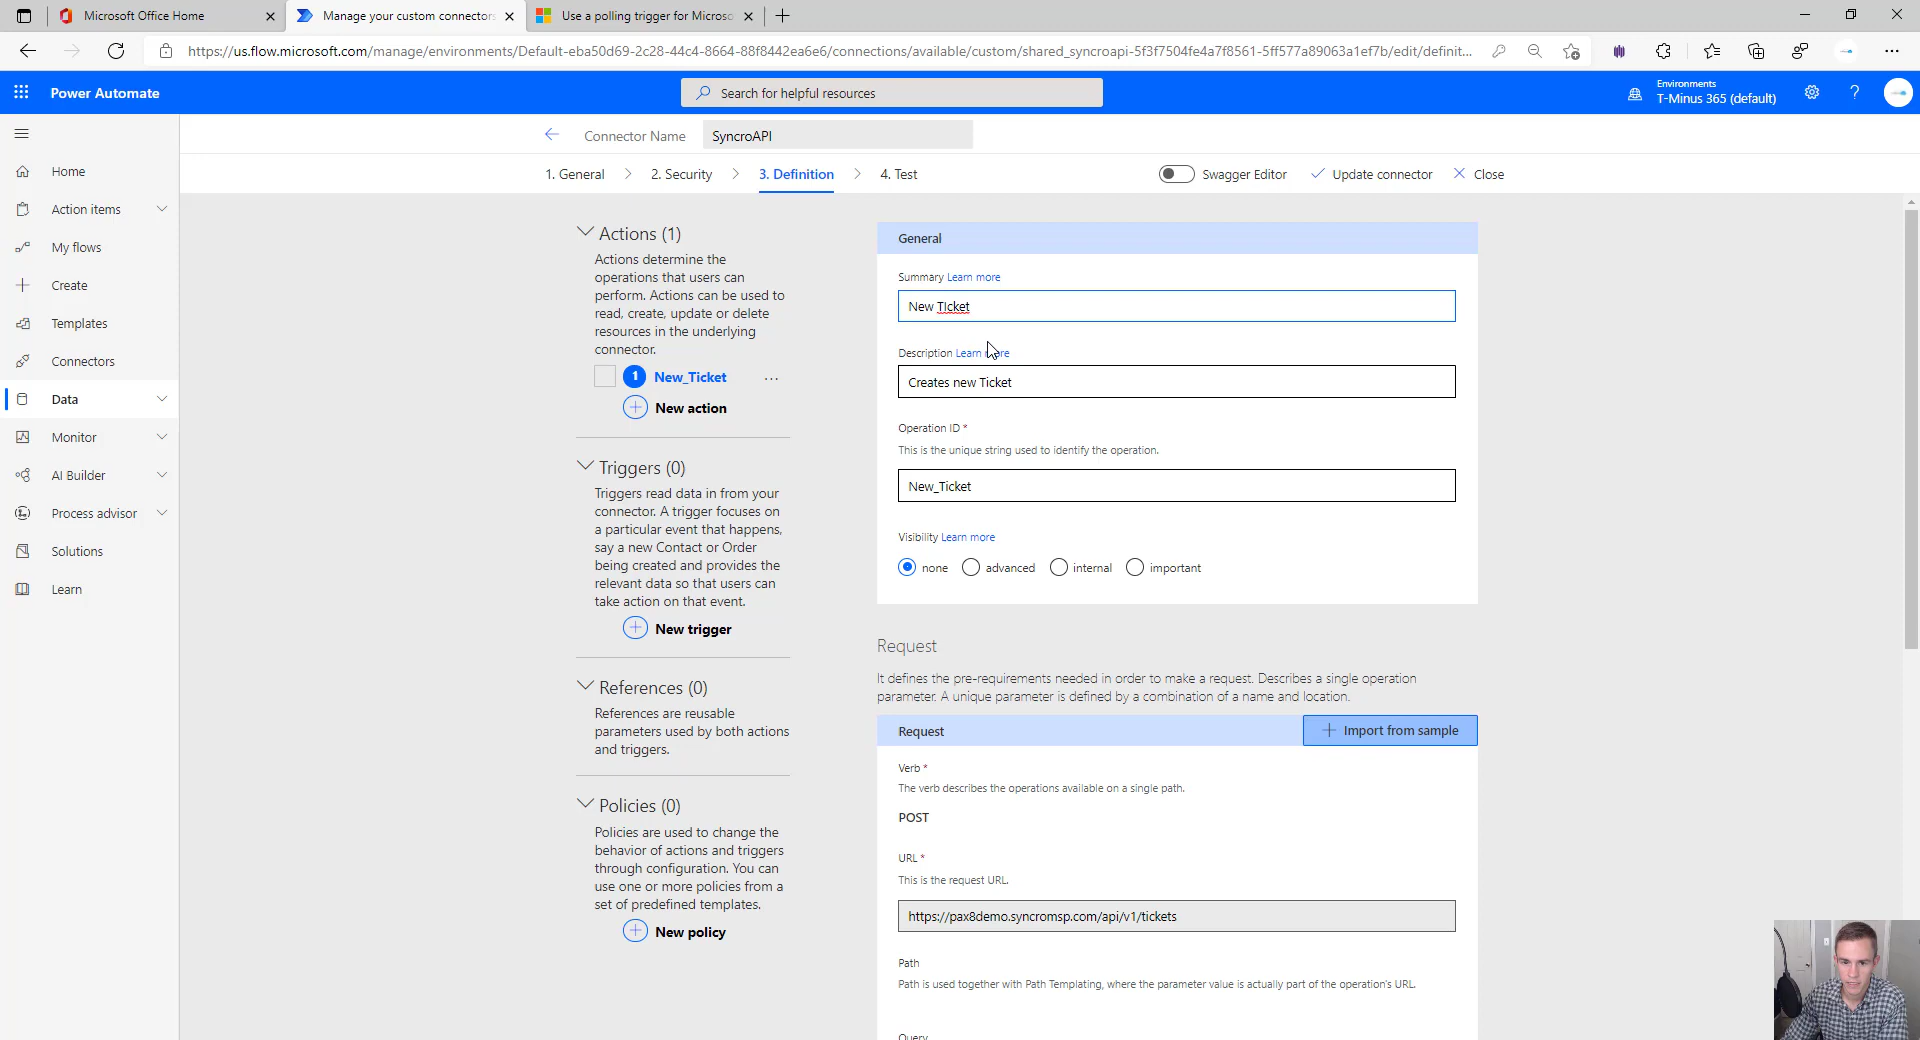 Microsoft Office Home
Manage your custom connectors
Use a polling trigger for Microso
https://us.flow.microsoft.com/manage/environments/Default-eba50d69-2c28-44c4-8664-88f8442ea6e6/connections/available/custom/shared_syncroapi-5f3f7504fe4a7f8561-5ff577a89063a1ef7b/edit/definit...
Power Automate
Search for helpful resources
Environments
T-Minus 365 (default)
?
Connector Name
SyncroAPI
1. General
2. Security
3. Definition
4. Test
Swagger Editor
Update connector
Close
Home
Action items
My flows
Create
Templates
Connectors
Data
Monitor
AI Builder
Process advisor
Solutions
Learn
Actions (1)
Actions determine the
operations that users can
perform. Actions can be used to
read, create, update or delete
resources in the underlying
connector.
1 New_Ticket ...
New action
Triggers (0)
Triggers read data in from your
connector. A trigger focuses on
a particular event that happens,
say a new Contact or Order
being created and provides the
relevant data so that users can
take action on that event.
New trigger
References (0)
References are reusable
parameters used by both actions
and triggers.
Policies (0)
Policies are used to change the
behavior of actions and triggers
through configuration. You can
use one or more policies from a
set of predefined templates.
New policy
General
Summary Learn more
New TIcket
Description Learn more
Creates new Ticket
Operation ID *
This is the unique string used to identify the operation.
New_Ticket
Visibility Learn more
none advanced internal important
Request
It defines the pre-requirements needed in order to make a request. Describes a single operation
parameter. A unique parameter is defined by a combination of a name and location.
Request
Import from sample
Verb *
The verb describes the operations available on a single path.
POST
URL *
This is the request URL.
https://pax8demo.syncromsp.com/api/v1/tickets
Path
Path is used together with Path Templating, where the parameter value is actually part of the operation's URL.
Query